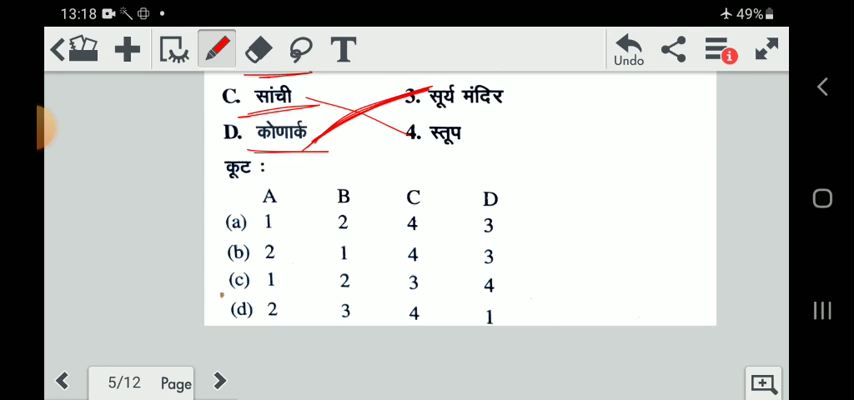 13:18 49%
T Undo
C. सांची 3. सूर्य मंदिर
D. कोणार्क 4. स्तूप
कूट :
A B C D
(a) 1 2 4 3
(b) 2 1 4 3
(c) 1 2 3 4
(d) 2 3 4 1
5/12 Page